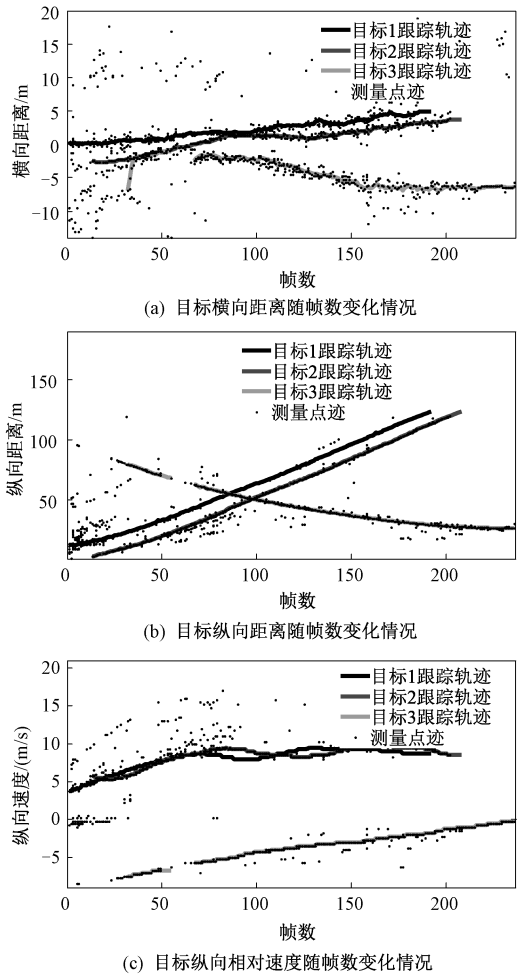 20
15
10
5
0
−5
−10
0
50
100
150
200
横向距离/m
目标1跟踪轨迹
目标2跟踪轨迹
目标3跟踪轨迹
测量点迹
帧数
(a) 目标横向距离随帧数变化情况
150
100
50
0
50
100
150
200
纵向距离/m
目标1跟踪轨迹
目标2跟踪轨迹
目标3跟踪轨迹
测量点迹
帧数
(b) 目标纵向距离随帧数变化情况
20
15
10
5
0
−5
0
50
100
150
200
纵向速度/(m/s)
目标1跟踪轨迹
目标2跟踪轨迹
目标3跟踪轨迹
测量点迹
帧数
(c) 目标纵向相对速度随帧数变化情况